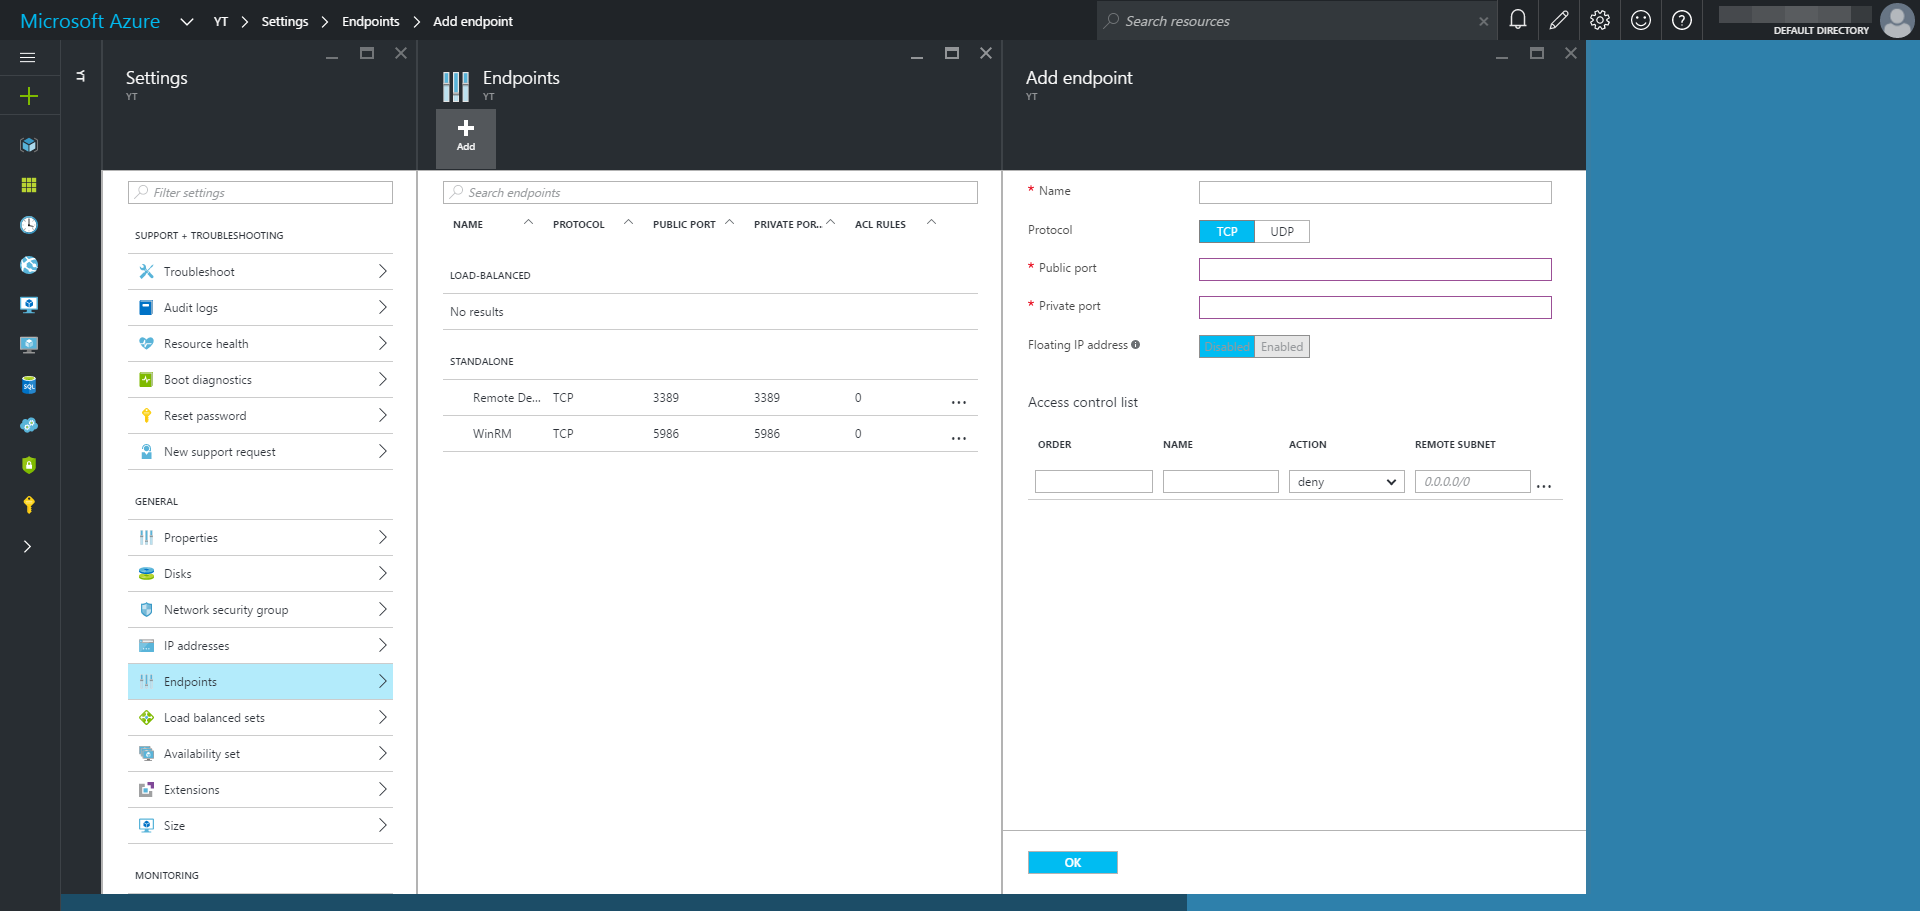 Microsoft Azure YT Settings Endpoints Add endpoint Search resources DEFAULT DIRECTORY
YT
Settings
YT
Filter settings
SUPPORT + TROUBLESHOOTING
Troubleshoot
Audit logs
Resource health
Boot diagnostics
Reset password
New support request
GENERAL
Properties
Disks
Network security group
IP addresses
Endpoints
Load balanced sets
Availability set
Extensions
Size
MONITORING
Endpoints
YT
Add
Search endpoints
NAME PROTOCOL PUBLIC PORT PRIVATE POR... ACL RULES
LOAD-BALANCED
No results
STANDALONE
Remote De... TCP 3389 3389 0 ...
WinRM TCP 5986 5986 0 ...
Add endpoint
YT
* Name
Protocol TCP UDP
* Public port
* Private port
Floating IP address Disabled Enabled
Access control list
ORDER NAME ACTION REMOTE SUBNET
deny 0.0.0.0/0 ...
OK
SQL